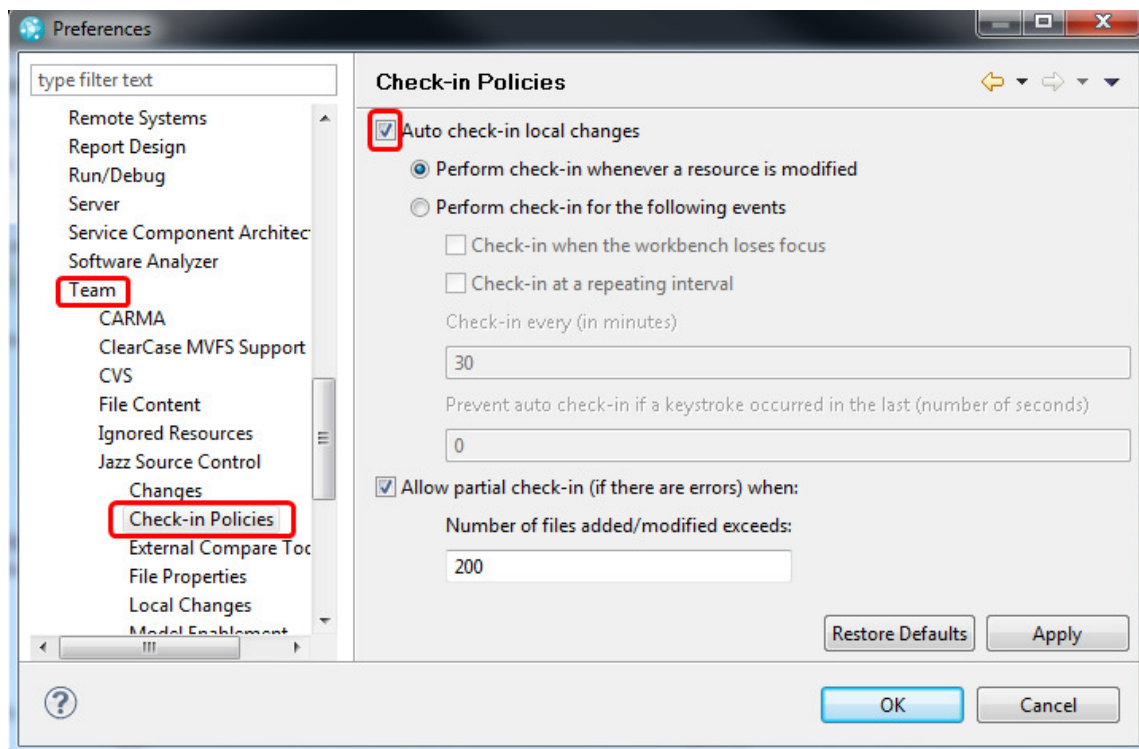 Preferences
type filter text
Remote Systems
Report Design
Run/Debug
Server
Service Component Architec
Software Analyzer
Team
CARMA
ClearCase MVFS Support
CVS
File Content
Ignored Resources
Jazz Source Control
Changes
Check-in Policies
External Compare Too
File Properties
Local Changes
Model Enablement
Check-in Policies
Auto check-in local changes
Perform check-in whenever a resource is modified
Perform check-in for the following events
Check-in when the workbench loses focus
Check-in at a repeating interval
Check-in every (in minutes)
30
Prevent auto check-in if a keystroke occurred in the last (number of seconds)
0
Allow partial check-in (if there are errors) when:
Number of files added/modified exceeds:
200
Restore Defaults
Apply
OK
Cancel